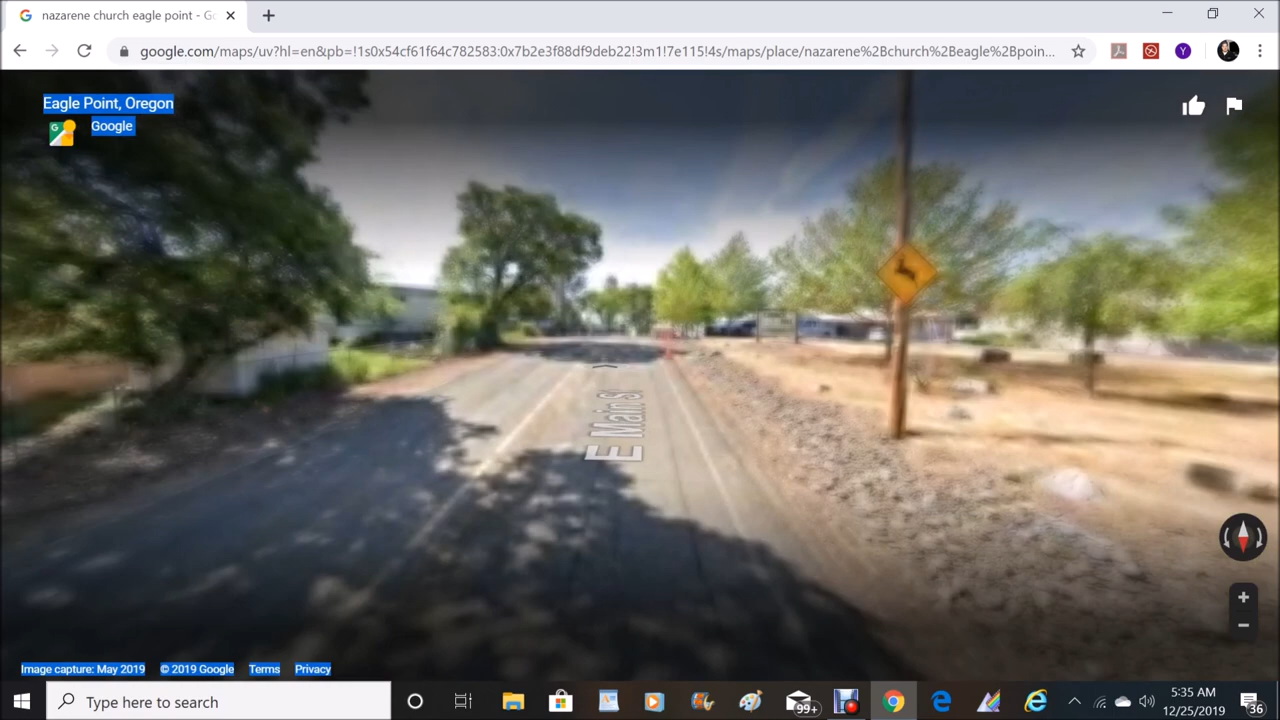 nazarene church eagle point - Go
google.com/maps/uv?hl=en&pb=!1s0x54cf61f64c782583:0x7b2e3f88df9deb22!3m1!7e115!4s/maps/place/nazarene%2Bchurch%2Beagle%2Bpoin...
Y
Eagle Point, Oregon
Google
E Main St
Image capture: May 2019 © 2019 Google Terms Privacy
Type here to search
99+
5:35 AM
12/25/2019
36